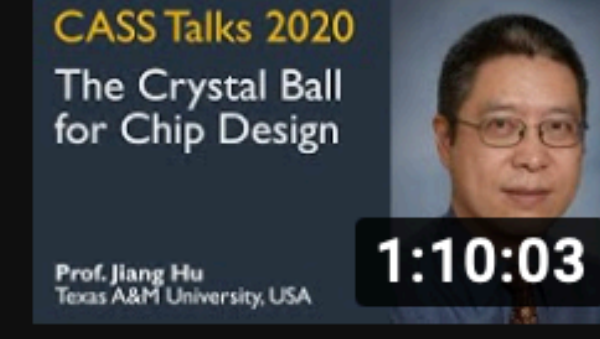 CASS Talks 2020
The Crystal Ball
for Chip Design
Prof. Jiang Hu
Texas A&M University, USA
1:10:03